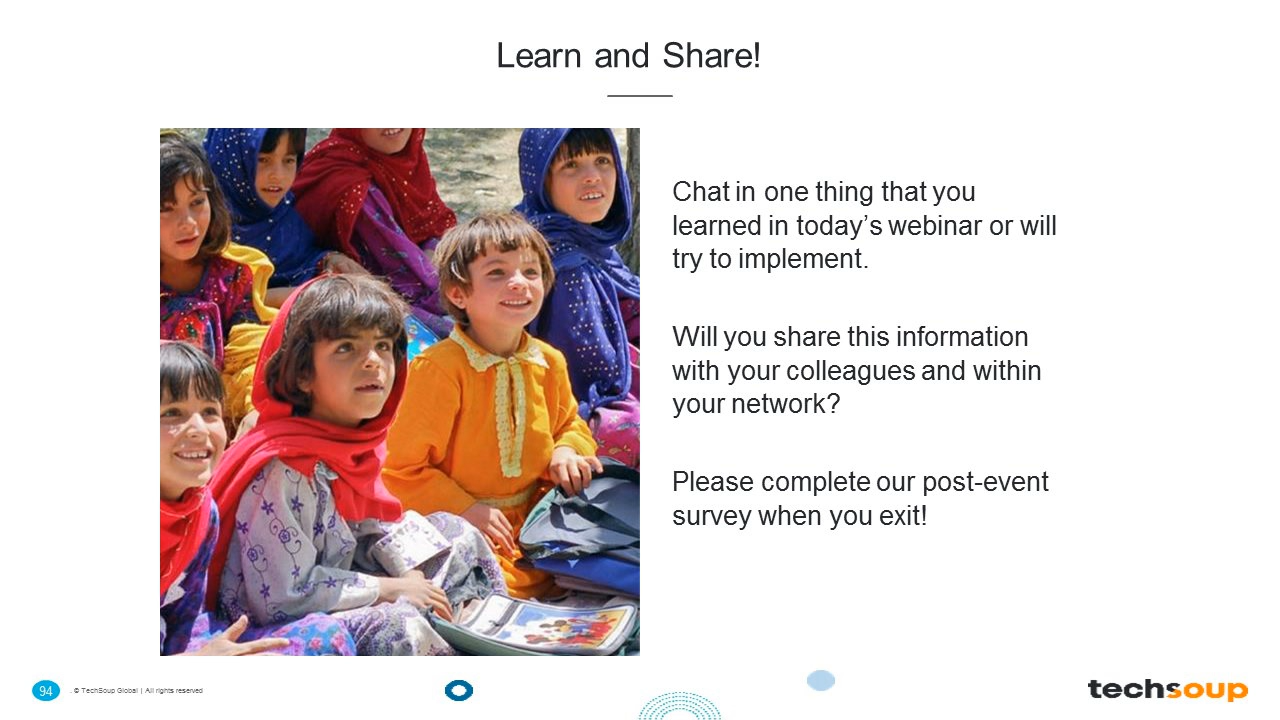 Learn and Share!
Chat in one thing that you
learned in today’s webinar or will
try to implement.
Will you share this information
with your colleagues and within
your network?
Please complete our post-event
survey when you exit!
94
. © TechSoup Global | All rights reserved
techsoup